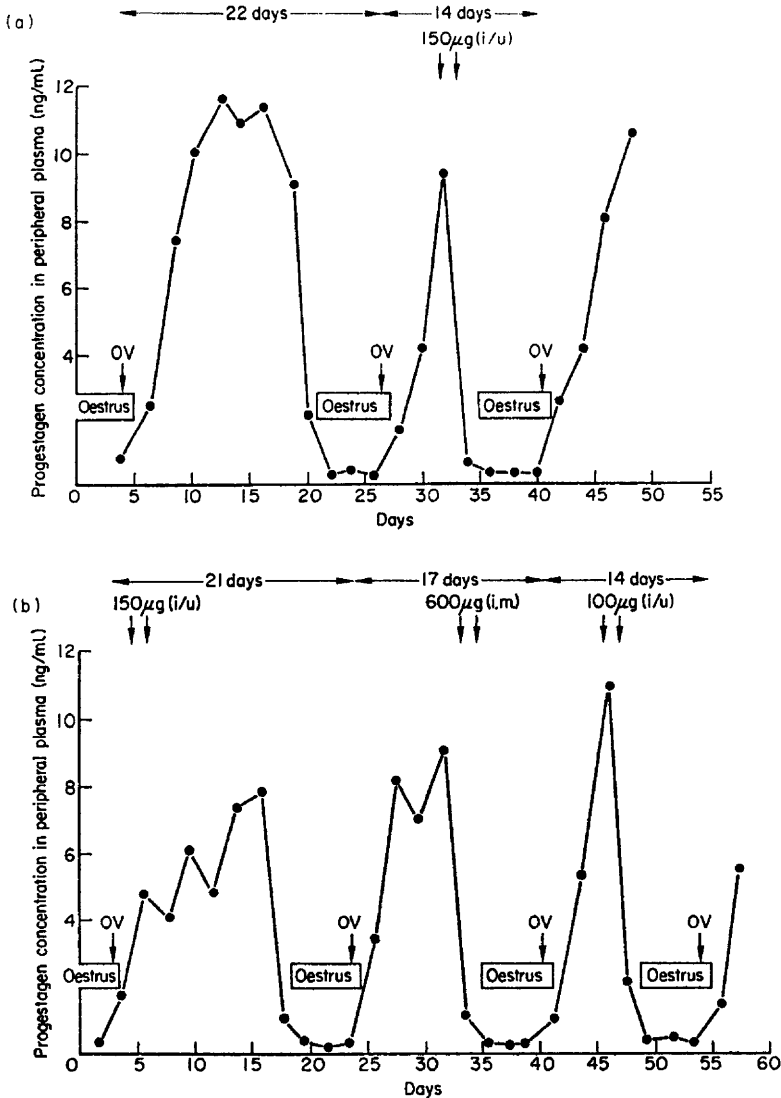 (a)
22 days
14 days
150μg (i/u)
Progestagen concentration in peripheral plasma (ng/mL)
12
10
8
6
4
OV
OV
OV
Oestrus
Oestrus
Oestrus
0
5
10
15
20
25
30
35
40
45
50
55
Days
(b)
21 days
17 days
14 days
150μg (i/u)
600μg (i,m.)
100μg (i/u)
Progestagen concentration in peripheral plasma (ng/mL)
12
10
8
6
4
OV
OV
OV
OV
Oestrus
Oestrus
Oestrus
Oestrus
0
5
10
15
20
25
30
35
40
45
50
55
60
Days